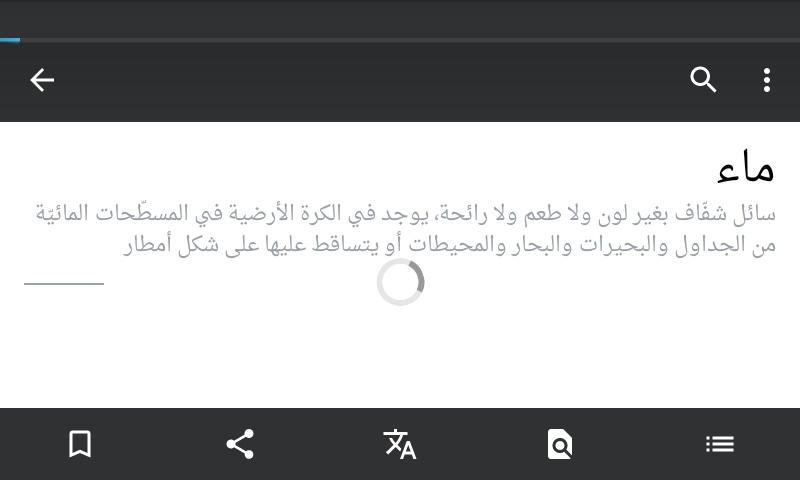 ماء
سائل شفّاف بغير لون ولا طعم ولا رائحة، يوجد في الكرة الأرضية في المسطّحات المائيّة
من الجداول والبحيرات والبحار والمحيطات أو يتساقط عليها على شكل أمطار